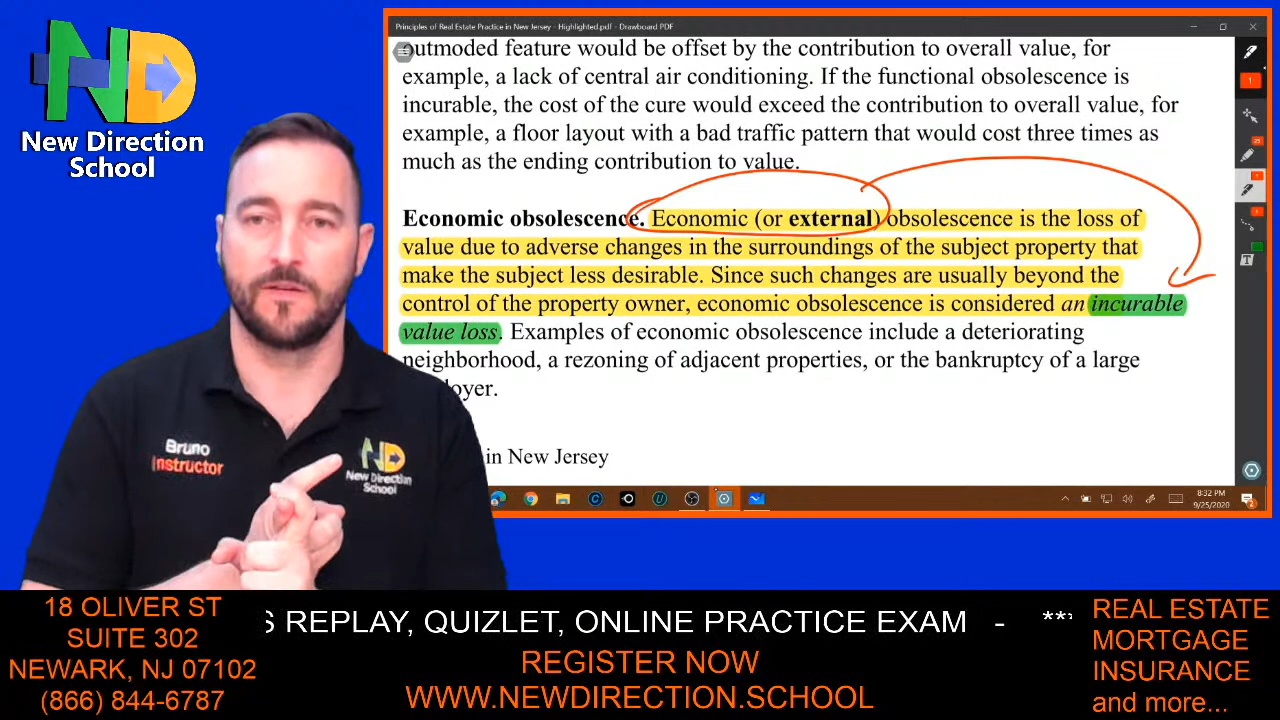 ND
New Direction
School
Bruno
Instructor
ND
New Direction
School
Principles of Real Estate Practice in New Jersey - Highlighted.pdf - Drawboard PDF
outmoded feature would be offset by the contribution to overall value, for
example, a lack of central air conditioning. If the functional obsolescence is
incurable, the cost of the cure would exceed the contribution to overall value, for
example, a floor layout with a bad traffic pattern that would cost three times as
much as the ending contribution to value.
Economic obsolescence. Economic (or external) obsolescence is the loss of
value due to adverse changes in the surroundings of the subject property that
make the subject less desirable. Since such changes are usually beyond the
control of the property owner, economic obsolescence is considered an incurable
value loss. Examples of economic obsolescence include a deteriorating
neighborhood, a rezoning of adjacent properties, or the bankruptcy of a large
oyer.
in New Jersey
8:32 PM
9/25/2020
18 OLIVER ST
SUITE 302
NEWARK, NJ 07102
(866) 844-6787
S REPLAY, QUIZLET, ONLINE PRACTICE EXAM - **
REGISTER NOW
WWW.NEWDIRECTION.SCHOOL
REAL ESTATE
MORTGAGE
INSURANCE
and more...